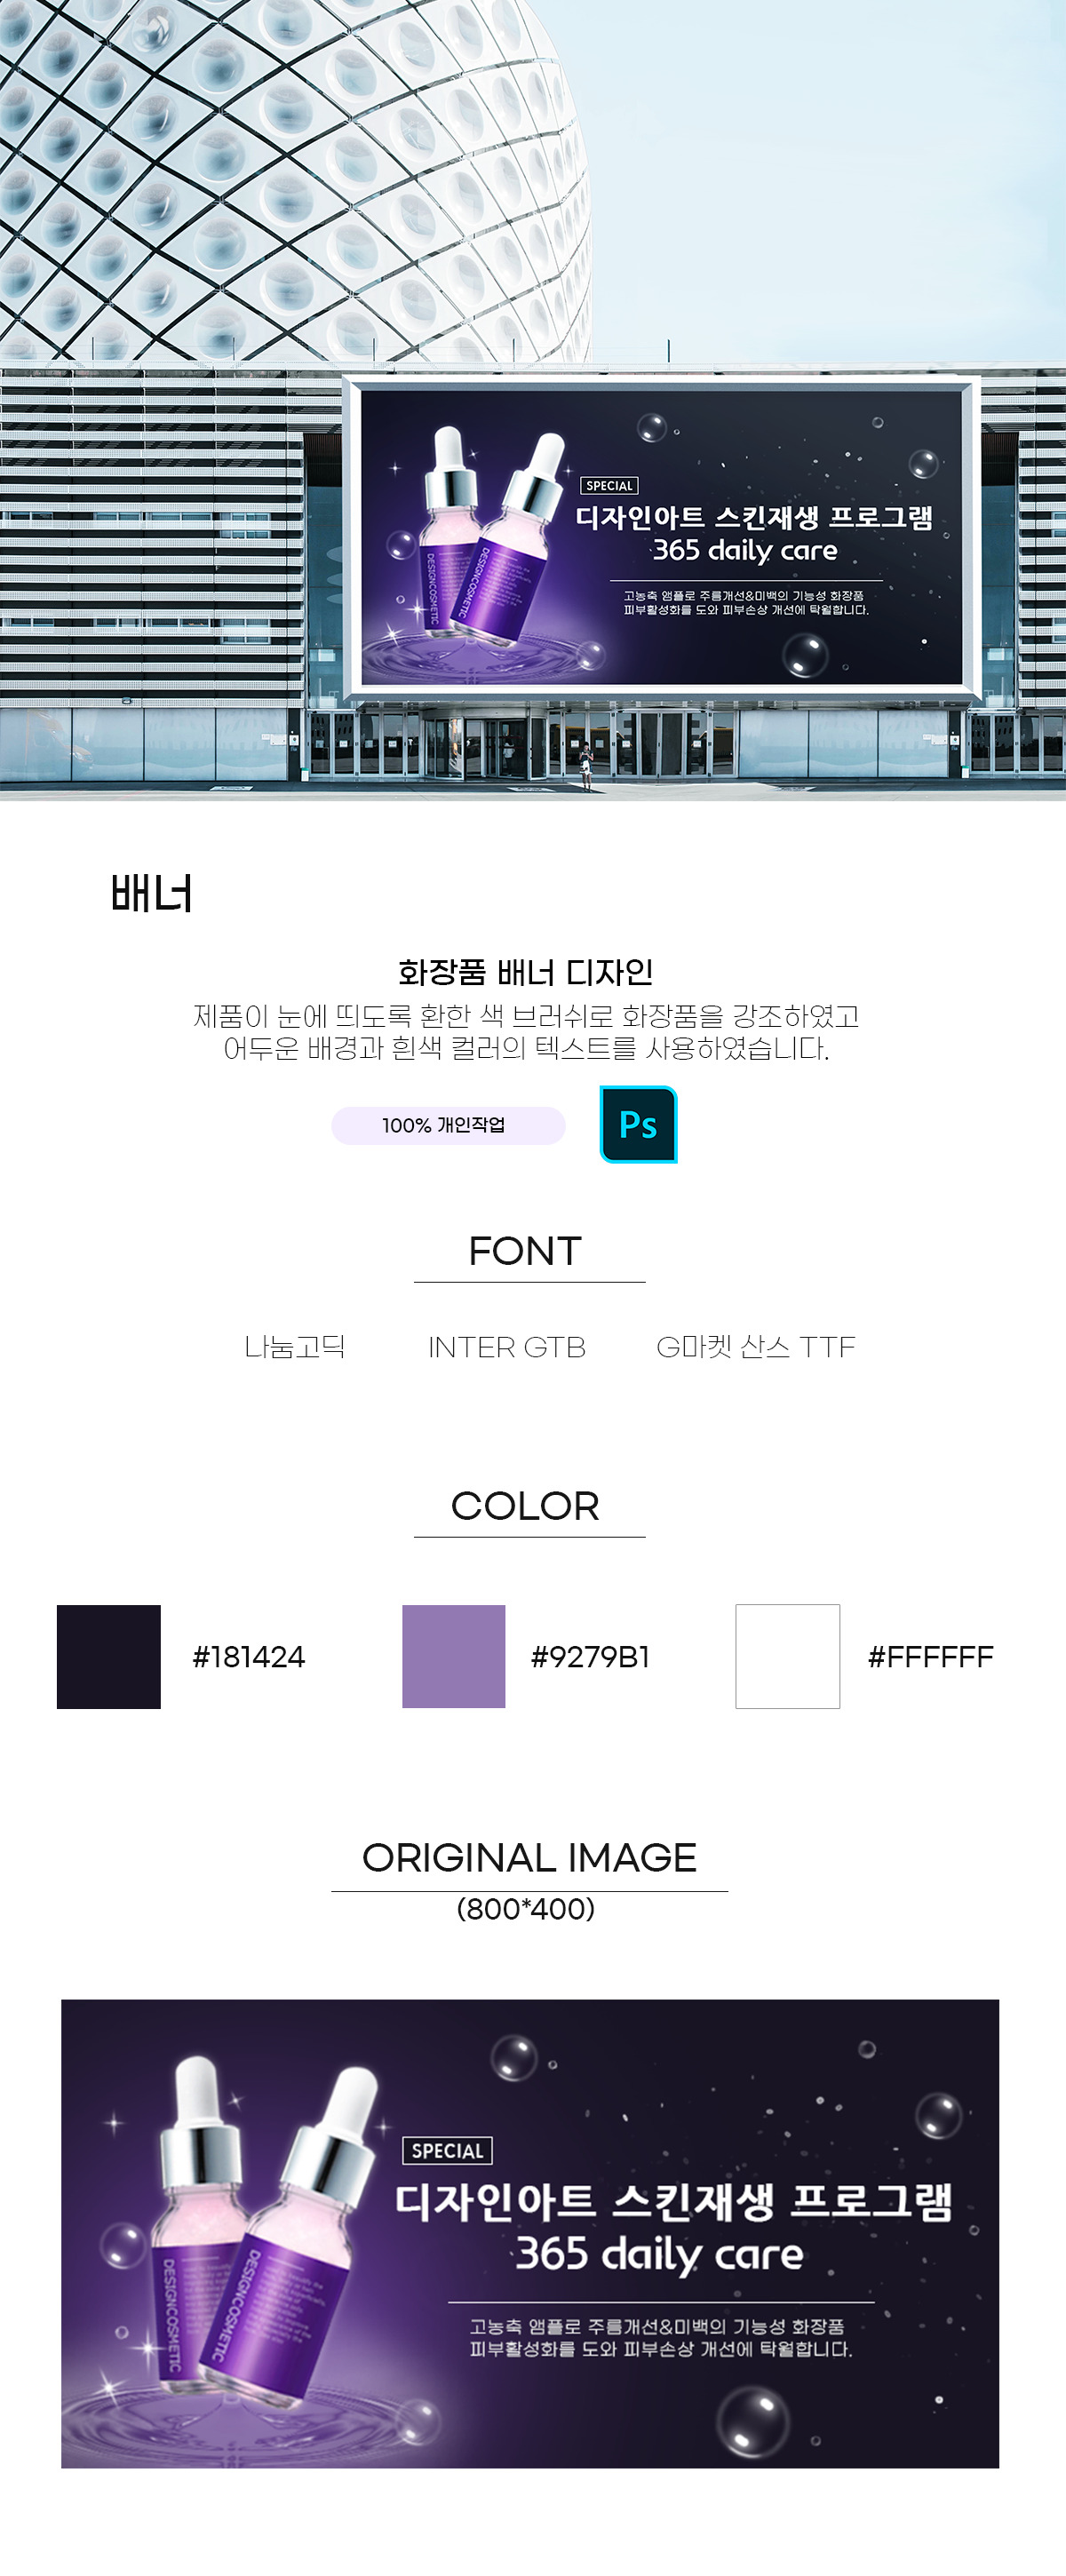 SPECIAL
디자인아트 스킨재생 프로그램
365 daily care
고농축 앰플로 주름개선&미백의 기능성 화장품
피부활성화를 도와 피부손상 개선에 탁월합니다.
DESIGNCOSMETIC
DESIGNCOSMETIC
배너
화장품 배너 디자인
제품이 눈에 띄도록 환한 색 브러쉬로 화장품을 강조하였고
어두운 배경과 흰색 컬러의 텍스트를 사용하였습니다.
100% 개인작업
Ps
FONT
나눔고딕
INTER GTB
G마켓 산스 TTF
COLOR
#181424
#9279B1
#FFFFFF
ORIGINAL IMAGE
(800*400)
SPECIAL
디자인아트 스킨재생 프로그램
365 daily care
고농축 앰플로 주름개선&미백의 기능성 화장품
피부활성화를 도와 피부손상 개선에 탁월합니다.
DESIGNCOSMETIC
DESIGNCOSMETIC